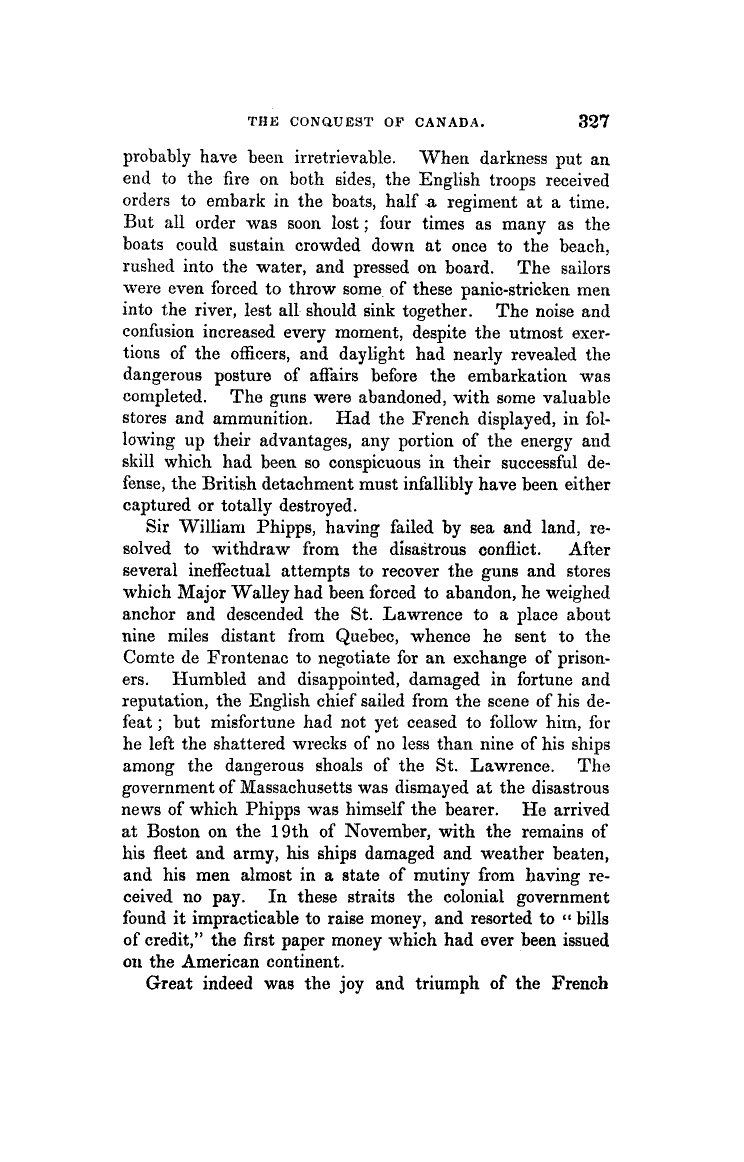 THE CONQUEST OF CANADA. 327
probably have been irretrievable. When darkness put an
end to the fire on both sides, the English troops received
orders to embark in the boats, half a regiment at a time.
But all order was soon lost; four times as many as the
boats could sustain crowded down at once to the beach,
rushed into the water, and pressed on board. The sailors
were even forced to throw some of these panic-stricken men
into the river, lest all should sink together. The noise and
confusion increased every moment, despite the utmost exer-
tions of the officers, and daylight had nearly revealed the
dangerous posture of affairs before the embarkation was
completed. The guns were abandoned, with some valuable
stores and ammunition. Had the French displayed, in fol-
lowing up their advantages, any portion of the energy and
skill which had been so conspicuous in their successful de-
fense, the British detachment must infallibly have been either
captured or totally destroyed.
Sir William Phipps, having failed by sea and land, re-
solved to withdraw from the disastrous conflict. After
several ineffectual attempts to recover the guns and stores
which Major Walley had been forced to abandon, he weighed
anchor and descended the St. Lawrence to a place about
nine miles distant from Quebec, whence he sent to the
Comte de Frontenac to negotiate for an exchange of prison-
ers. Humbled and disappointed, damaged in fortune and
reputation, the English chief sailed from the scene of his de-
feat; but misfortune had not yet ceased to follow him, for
he left the shattered wrecks of no less than nine of his ships
among the dangerous shoals of the St. Lawrence. The
government of Massachusetts was dismayed at the disastrous
news of which Phipps was himself the bearer. He arrived
at Boston on the 19th of November, with the remains of
his fleet and army, his ships damaged and weather beaten,
and his men almost in a state of mutiny from having re-
ceived no pay. In these straits the colonial government
found it impracticable to raise money, and resorted to "bills
of credit," the first paper money which had ever been issued
on the American continent.
Great indeed was the joy and triumph of the French